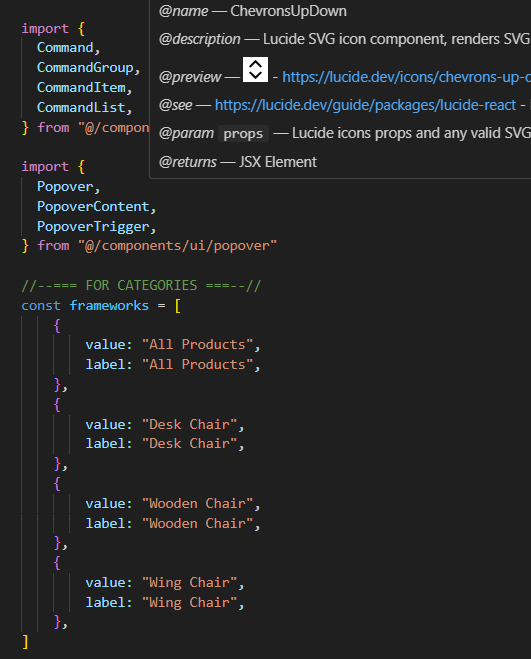 @name — ChevronsUpDown
@description — Lucide SVG icon component, renders SVG
@preview — - https://lucide.dev/icons/chevrons-up-
@see — https://lucide.dev/guide/packages/lucide-react -
@param props — Lucide icons props and any valid SVG
@returns — JSX Element
import {
Command,
CommandGroup,
CommandItem,
CommandList,
} from "@/compon
import {
Popover,
PopoverContent,
PopoverTrigger,
} from "@/components/ui/popover"
//--=== FOR CATEGORIES ===--//
const frameworks = [
{
value: "All Products",
label: "All Products",
},
{
value: "Desk Chair",
label: "Desk Chair",
},
{
value: "Wooden Chair",
label: "Wooden Chair",
},
{
value: "Wing Chair",
label: "Wing Chair",
},
]